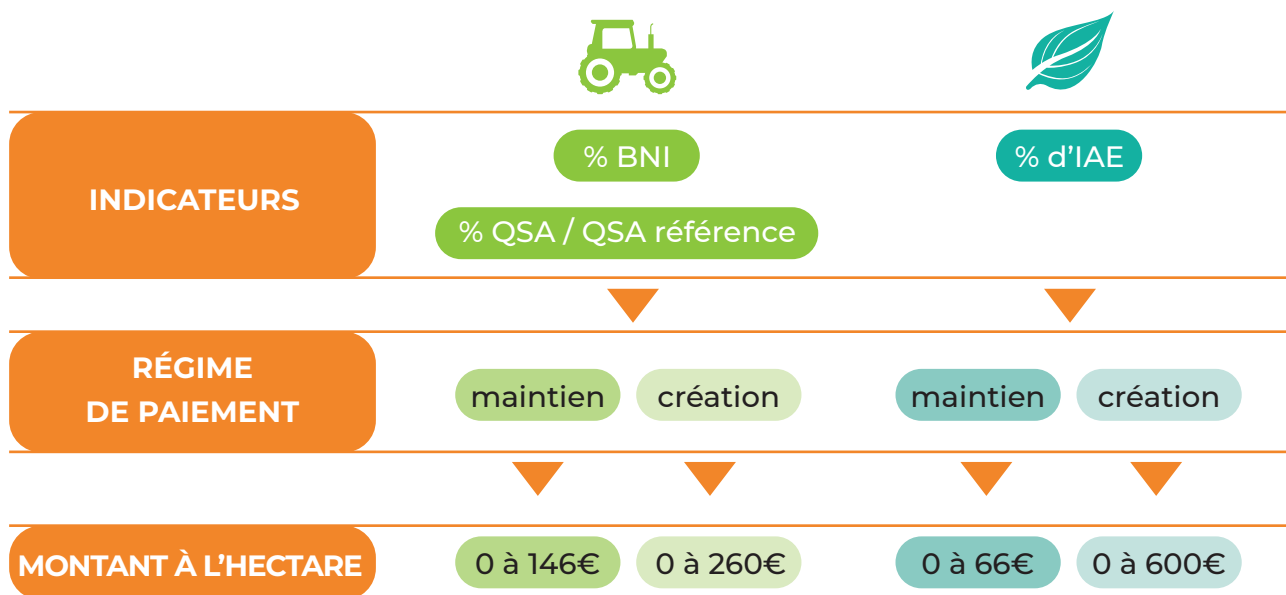 INDICATEURS
% BNI
% d'IAE
% QSA / QSA référence
RÉGIME
DE PAIEMENT
maintien
création
maintien
création
MONTANT À L'HECTARE
0 à 146€
0 à 260€
0 à 66€
0 à 600€